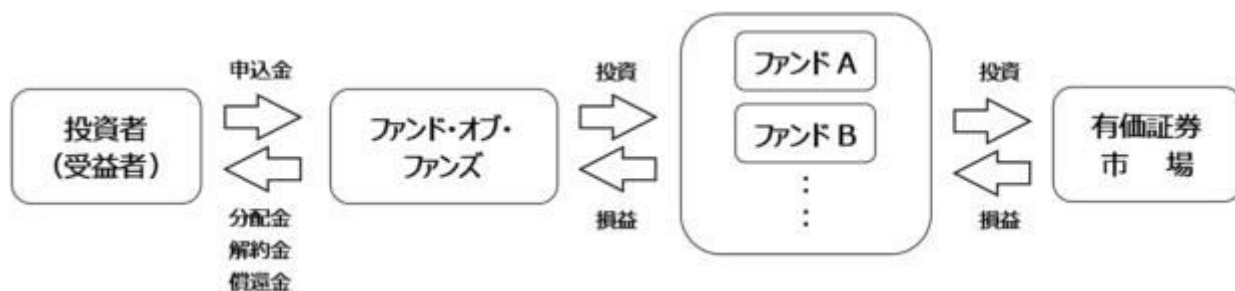 申込金
投資者
（受益者）
分配金
解約金
償還金
ファンド・オブ・
ファンズ
投資
損益
ファンド A
ファンド B
投資
損益
有価証券
市　場